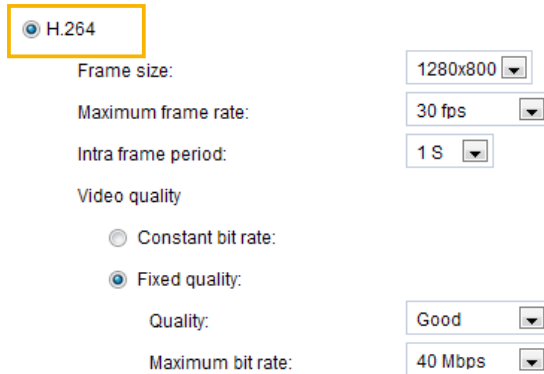 H.264
Frame size: 1280x800
Maximum frame rate: 30 fps
Intra frame period: 1 S
Video quality
Constant bit rate:
Fixed quality:
Quality: Good
Maximum bit rate: 40 Mbps